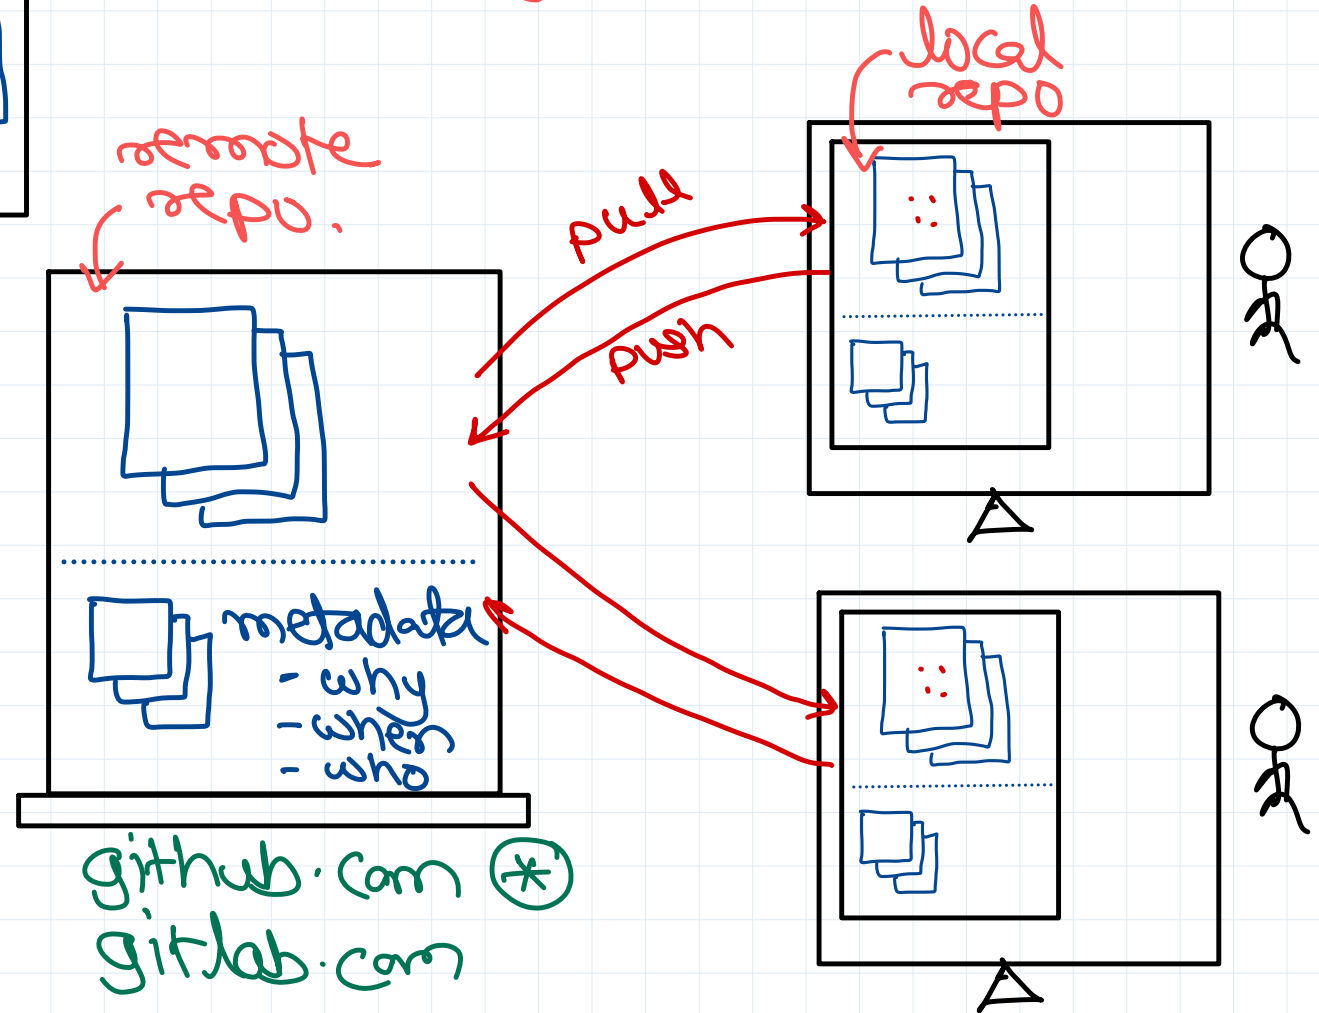 local
repo
remote
repo.
pull
push
metadata
- why
- when
- who
github.com *
gitlab.com